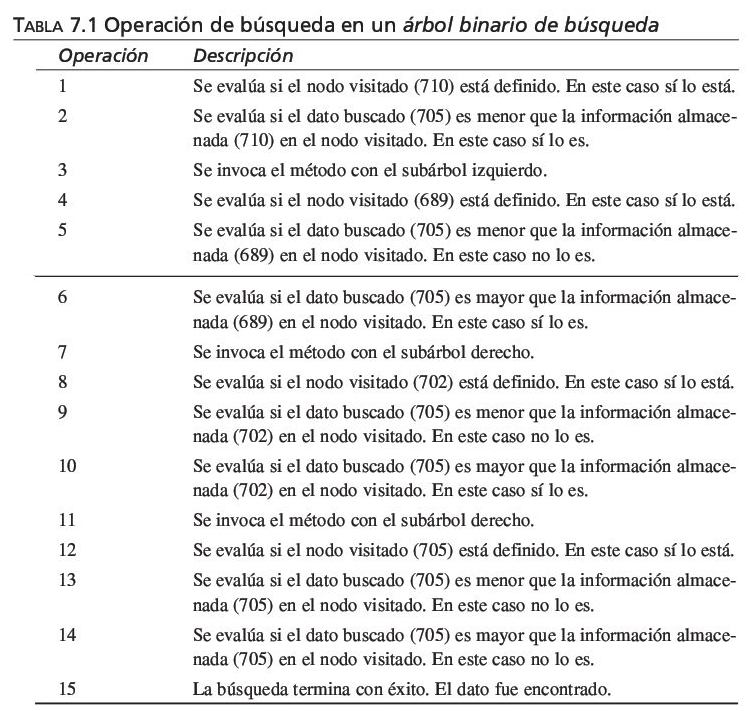 TABLA 7.1 Operación de búsqueda en un árbol binario de búsqueda
Operación Descripción
1 Se evalúa si el nodo visitado (710) está definido. En este caso sí lo está.
2 Se evalúa si el dato buscado (705) es menor que la información almace-
nada (710) en el nodo visitado. En este caso sí lo es.
3 Se invoca el método con el subárbol izquierdo.
4 Se evalúa si el nodo visitado (689) está definido. En este caso sí lo está.
5 Se evalúa si el dato buscado (705) es menor que la información almace-
nada (689) en el nodo visitado. En este caso no lo es.
6 Se evalúa si el dato buscado (705) es mayor que la información almace-
nada (689) en el nodo visitado. En este caso sí lo es.
7 Se invoca el método con el subárbol derecho.
8 Se evalúa si el nodo visitado (702) está definido. En este caso sí lo está.
9 Se evalúa si el dato buscado (705) es menor que la información almace-
nada (702) en el nodo visitado. En este caso no lo es.
10 Se evalúa si el dato buscado (705) es mayor que la información almace-
nada (702) en el nodo visitado. En este caso sí lo es.
11 Se invoca el método con el subárbol derecho.
12 Se evalúa si el nodo visitado (705) está definido. En este caso sí lo está.
13 Se evalúa si el dato buscado (705) es menor que la información almace-
nada (705) en el nodo visitado. En este caso no lo es.
14 Se evalúa si el dato buscado (705) es mayor que la información almace-
nada (705) en el nodo visitado. En este caso no lo es.
15 La búsqueda termina con éxito. El dato fue encontrado.